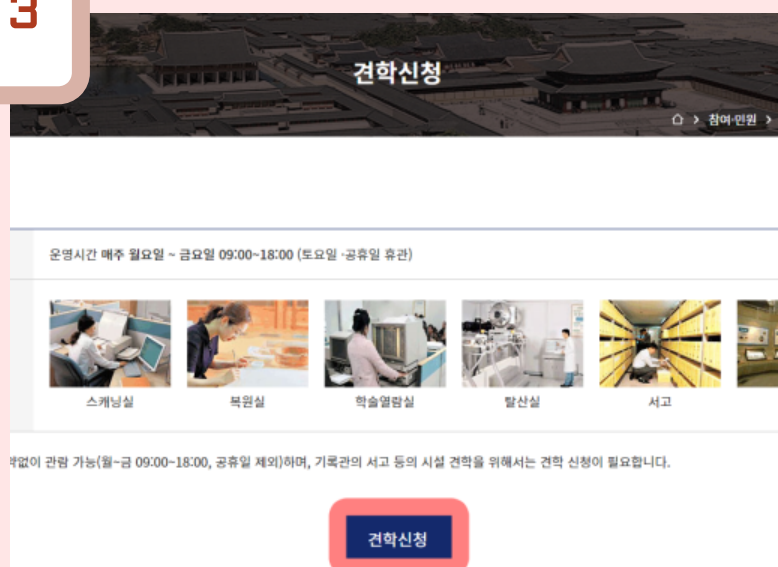 3
견학신청
참여·민원 >
운영시간 매주 월요일 ~ 금요일 09:00~18:00 (토요일 ·공휴일 휴관)
스캐닝실 복원실 학술열람실 탈산실 서고
관람 가능(월~금 09:00~18:00, 공휴일 제외)하며, 기록관의 서고 등의 시설 견학을 위해서는 견학 신청이 필요합니다.
견학신청